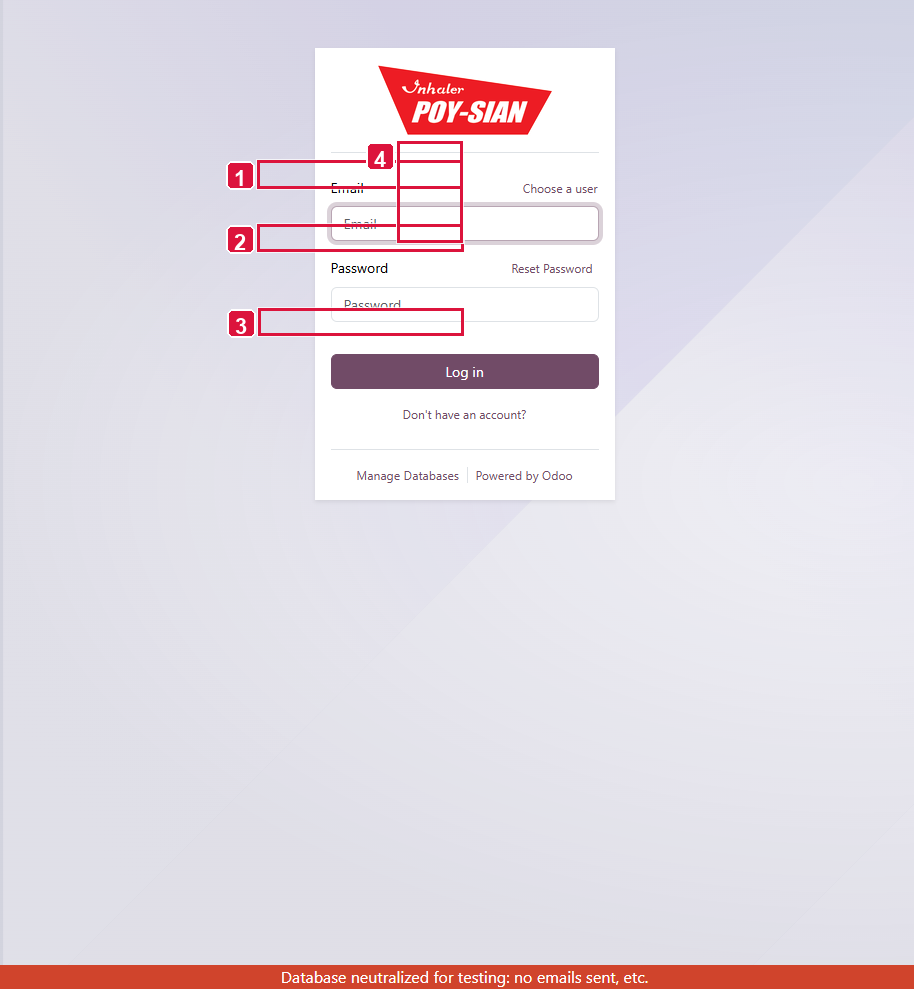 Inhaler
POY-SIAN
4
1
Email
Choose a user
Email
2
Password
Reset Password
Password
3
Log in
Don't have an account?
Manage Databases
Powered by Odoo
Database neutralized for testing: no emails sent, etc.